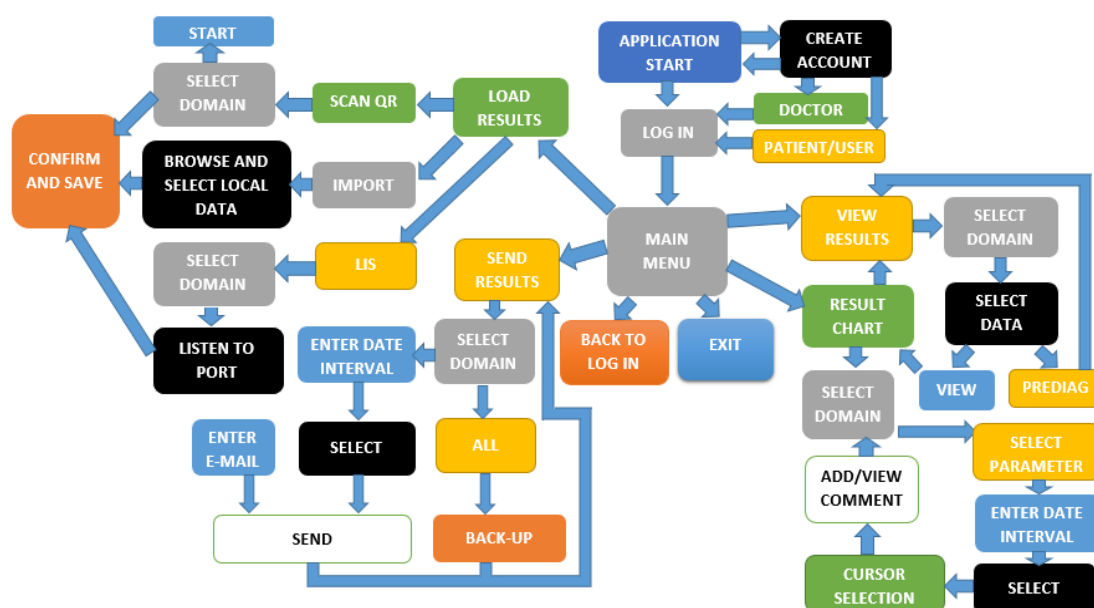 START
APPLICATION
START
CREATE
ACCOUNT
SELECT
DOMAIN
SCAN QR
LOAD
RESULTS
DOCTOR
LOG IN
PATIENT/USER
CONFIRM
AND SAVE
BROWSE AND
SELECT LOCAL
DATA
IMPORT
MAIN
MENU
VIEW
RESULTS
SELECT
DOMAIN
SELECT
DOMAIN
LIS
SEND
RESULTS
RESULT
CHART
SELECT
DATA
LISTEN TO
PORT
ENTER DATE
INTERVAL
SELECT
DOMAIN
BACK TO
LOG IN
EXIT
VIEW
PREDIAG
SELECT
DOMAIN
ENTER
E-MAIL
SELECT
ALL
SELECT
PARAMETER
ADD/VIEW
COMMENT
ENTER DATE
INTERVAL
SEND
BACK-UP
CURSOR
SELECTION
SELECT